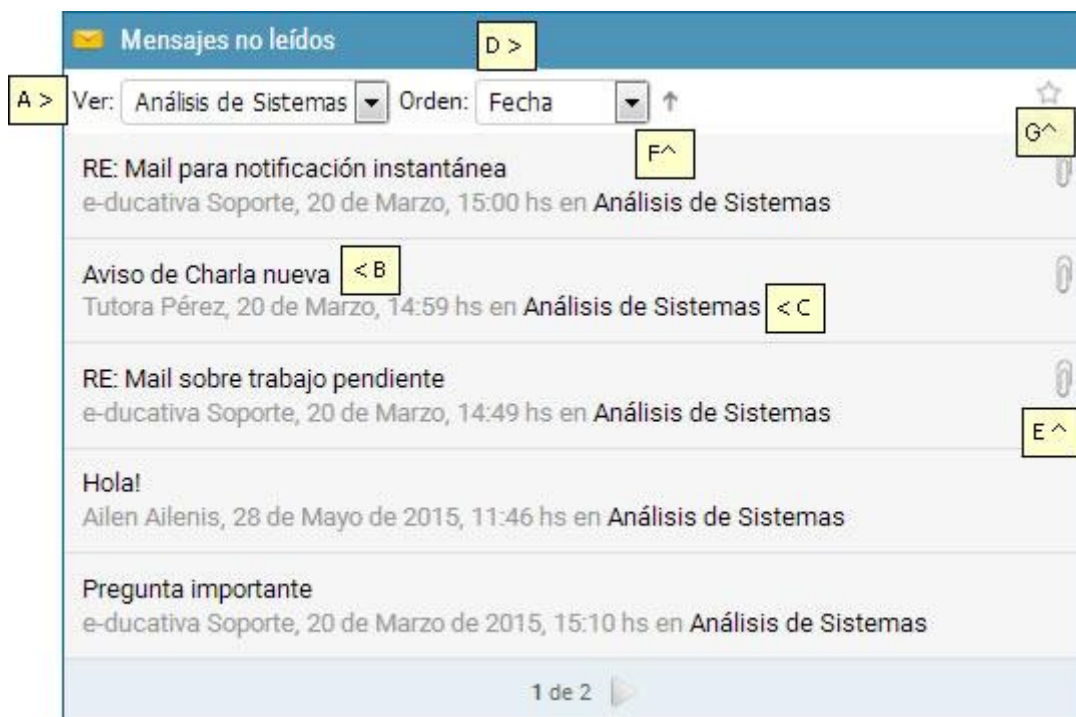 Mensajes no leídos
D >
A > Ver: Análisis de Sistemas Orden: Fecha
G^
F^
RE: Mail para notificación instantánea
e-ducativa Soporte, 20 de Marzo, 15:00 hs en Análisis de Sistemas
Aviso de Charla nueva < B
Tutora Pérez, 20 de Marzo, 14:59 hs en Análisis de Sistemas < C
RE: Mail sobre trabajo pendiente
e-ducativa Soporte, 20 de Marzo, 14:49 hs en Análisis de Sistemas
E ^
Hola!
Ailen Ailenis, 28 de Mayo de 2015, 11:46 hs en Análisis de Sistemas
Pregunta importante
e-ducativa Soporte, 20 de Marzo de 2015, 15:10 hs en Análisis de Sistemas
1 de 2